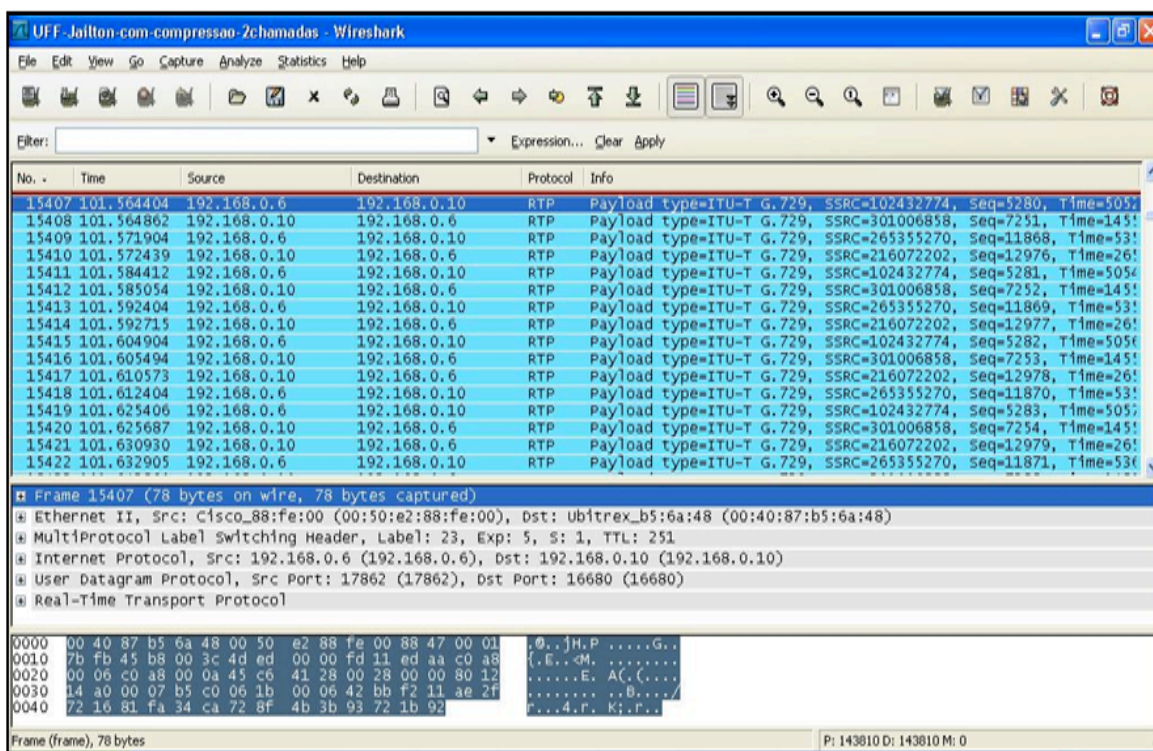 UFF-Jailton-com-compressao-2chamadas - Wireshark
File Edit View Go Capture Analyze Statistics Help
Filter: Expression... Clear Apply
No. - Time Source Destination Protocol Info
15407 101.564404 192.168.0.6 192.168.0.10 RTP Payload type=ITU-T G.729, SSRC=102432774, Seq=5280, Time=505
15408 101.564862 192.168.0.10 192.168.0.6 RTP Payload type=ITU-T G.729, SSRC=301006858, Seq=7251, Time=145
15409 101.571904 192.168.0.6 192.168.0.10 RTP Payload type=ITU-T G.729, SSRC=265355270, Seq=11868, Time=53
15410 101.572439 192.168.0.10 192.168.0.6 RTP Payload type=ITU-T G.729, SSRC=216072202, Seq=12976, Time=26
15411 101.584412 192.168.0.6 192.168.0.10 RTP Payload type=ITU-T G.729, SSRC=102432774, Seq=5281, Time=505
15412 101.585054 192.168.0.10 192.168.0.6 RTP Payload type=ITU-T G.729, SSRC=301006858, Seq=7252, Time=145
15413 101.592404 192.168.0.6 192.168.0.10 RTP Payload type=ITU-T G.729, SSRC=265355270, Seq=11869, Time=53
15414 101.592715 192.168.0.10 192.168.0.6 RTP Payload type=ITU-T G.729, SSRC=216072202, Seq=12977, Time=26
15415 101.604904 192.168.0.6 192.168.0.10 RTP Payload type=ITU-T G.729, SSRC=102432774, Seq=5282, Time=505
15416 101.605494 192.168.0.10 192.168.0.6 RTP Payload type=ITU-T G.729, SSRC=301006858, Seq=7253, Time=145
15417 101.610573 192.168.0.10 192.168.0.6 RTP Payload type=ITU-T G.729, SSRC=216072202, Seq=12978, Time=26
15418 101.612404 192.168.0.6 192.168.0.10 RTP Payload type=ITU-T G.729, SSRC=265355270, Seq=11870, Time=53
15419 101.625406 192.168.0.6 192.168.0.10 RTP Payload type=ITU-T G.729, SSRC=102432774, Seq=5283, Time=505
15420 101.625687 192.168.0.10 192.168.0.6 RTP Payload type=ITU-T G.729, SSRC=301006858, Seq=7254, Time=145
15421 101.630930 192.168.0.10 192.168.0.6 RTP Payload type=ITU-T G.729, SSRC=216072202, Seq=12979, Time=26
15422 101.632905 192.168.0.6 192.168.0.10 RTP Payload type=ITU-T G.729, SSRC=265355270, Seq=11871, Time=53
Frame 15407 (78 bytes on wire, 78 bytes captured)
Ethernet II, Src: Cisco_88:fe:00 (00:50:e2:88:fe:00), Dst: Ubitrex_b5:6a:48 (00:40:87:b5:6a:48)
MultiProtocol Label Switching Header, Label: 23, Exp: 5, S: 1, TTL: 251
Internet Protocol, Src: 192.168.0.6 (192.168.0.6), Dst: 192.168.0.10 (192.168.0.10)
User Datagram Protocol, Src Port: 17862 (17862), Dst Port: 16680 (16680)
Real-Time Transport Protocol
0000 00 40 87 b5 6a 48 00 50 e2 88 fe 00 88 47 00 01 .@..jH.P .....G..
0010 7b fb 45 b8 00 3c 4d ed 00 00 fd 11 ed aa c0 a8 {.E..<M. ........
0020 00 06 c0 a8 00 0a 45 c6 41 28 00 28 00 00 80 12 ......E. A(.(....
0030 14 a0 00 07 b5 c0 06 1b 00 06 42 bb f2 11 ae 2f ........ ..B..../
0040 72 16 81 fa 34 ca 72 8f 4b 3b 93 72 1b 92 r...4.r. K;.r..
Frame (frame), 78 bytes P: 143810 D: 143810 M: 0